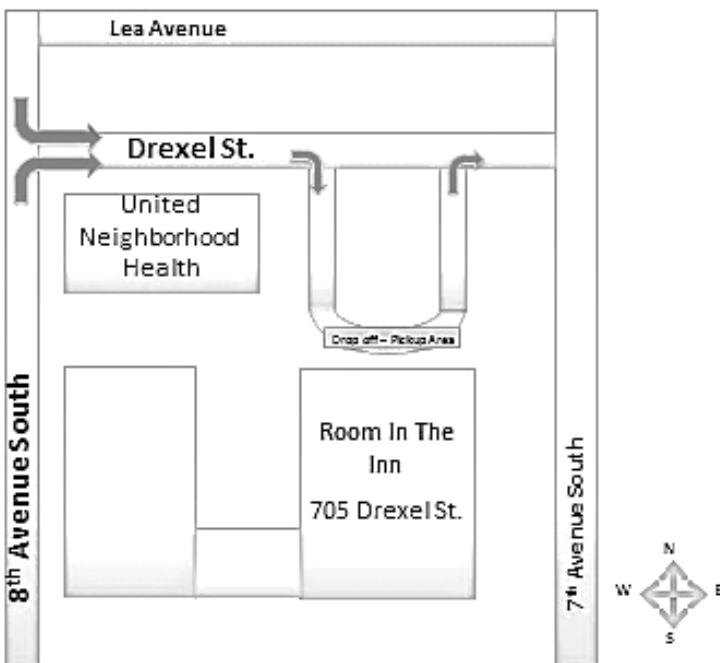 Lea Avenue
Drexel St.
United
Neighborhood
Health
Drop off – Pickup Area
Room In The
Inn
705 Drexel St.
8th Avenue South
7th Avenue South
N
W
E
S